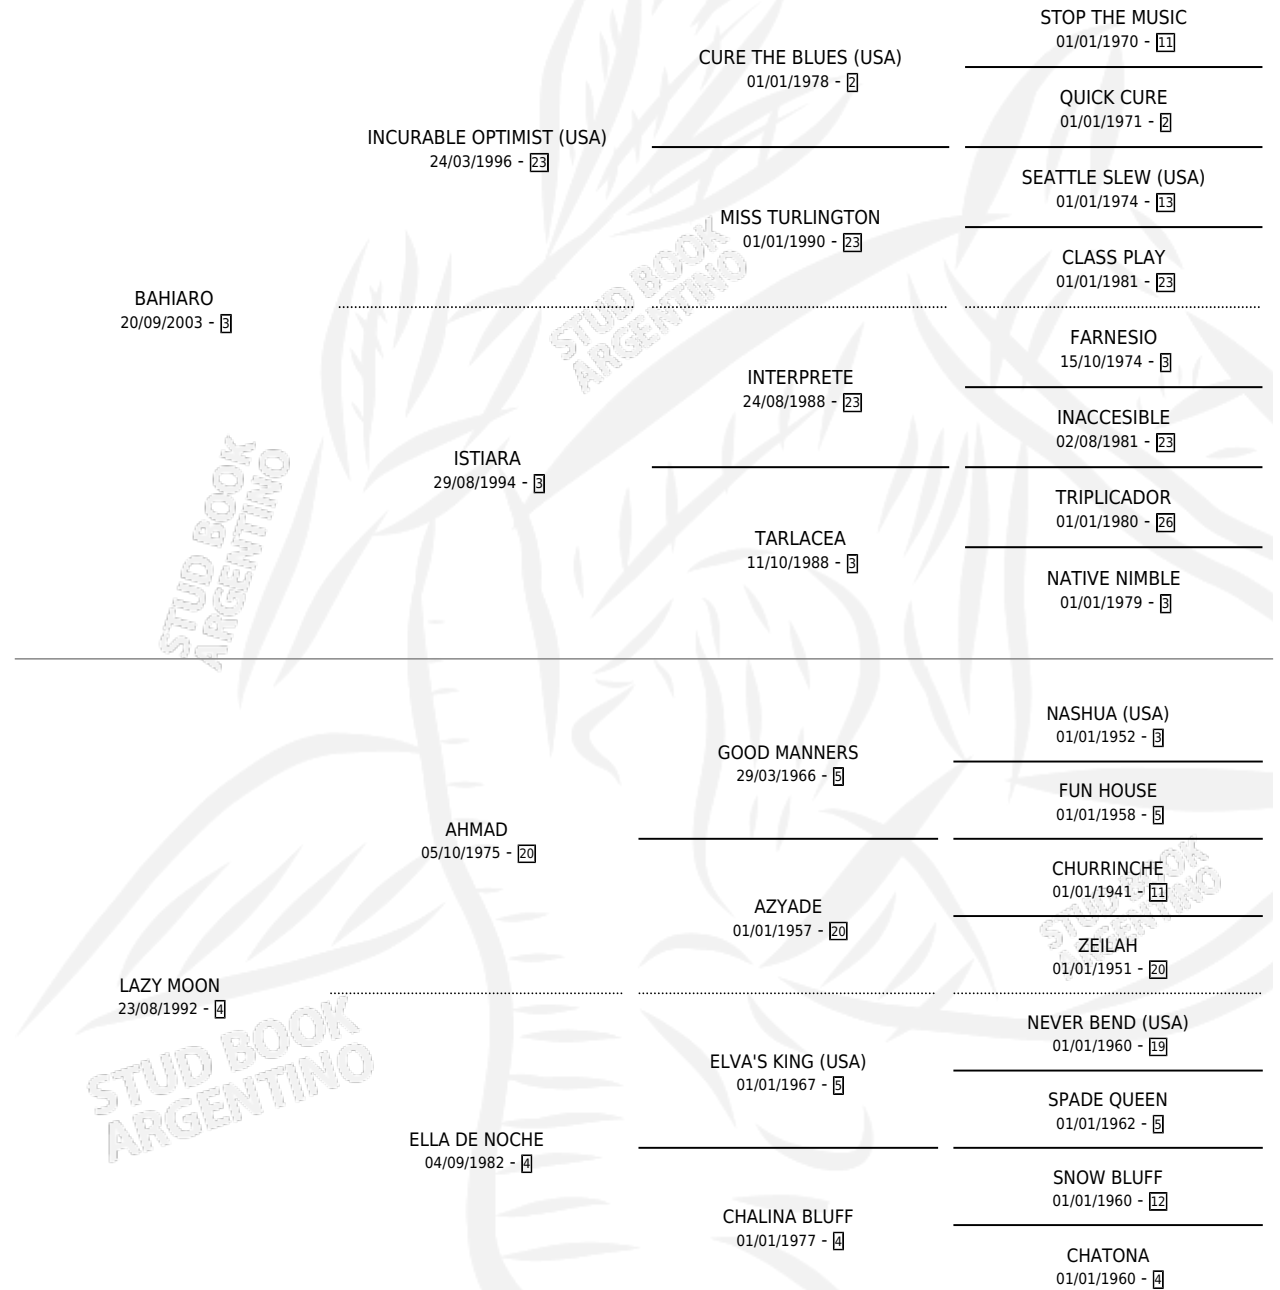 STOP THE MUSIC
01/01/1970 - 11
CURE THE BLUES (USA)
01/01/1978 - 2
QUICK CURE
01/01/1971 - 2
INCURABLE OPTIMIST (USA)
24/03/1996 - 23
SEATTLE SLEW (USA)
01/01/1974 - 13
MISS TURLINGTON
01/01/1990 - 23
CLASS PLAY
01/01/1981 - 23
BAHIARO
20/09/2003 - 3
FARNESIO
15/10/1974 - 3
INTERPRETE
24/08/1988 - 23
INACCESIBLE
02/08/1981 - 23
ISTIARA
29/08/1994 - 3
TRIPLICADOR
01/01/1980 - 26
TARLACEA
11/10/1988 - 3
NATIVE NIMBLE
01/01/1979 - 3
STUD BOOK
ARGENTINO
STUD BOOK
ARGENTINO
NASHUA (USA)
01/01/1952 - 3
GOOD MANNERS
29/03/1966 - 5
FUN HOUSE
01/01/1958 - 5
AHMAD
05/10/1975 - 20
CHURRINCHE
01/01/1941 - 11
AZYADE
01/01/1957 - 20
ZEILAH
01/01/1951 - 20
LAZY MOON
23/08/1992 - 4
NEVER BEND (USA)
01/01/1960 - 19
ELVA'S KING (USA)
01/01/1967 - 5
SPADE QUEEN
01/01/1962 - 5
ELLA DE NOCHE
04/09/1982 - 4
SNOW BLUFF
01/01/1960 - 12
CHALINA BLUFF
01/01/1977 - 4
CHATONA
01/01/1960 - 4
STUD BOOK
ARGENTINO
STUD BOOK
ARGENTINO